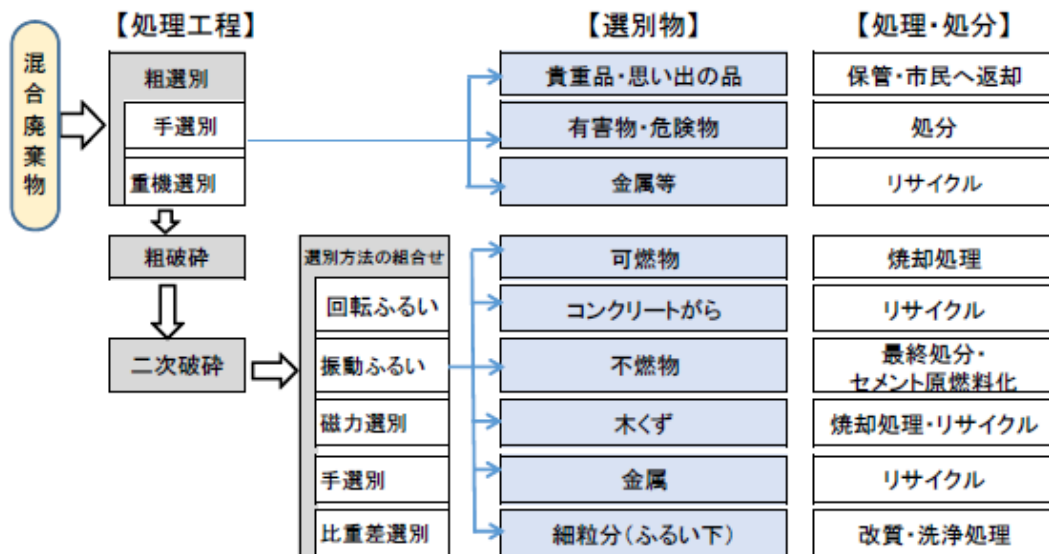 【処理工程】
【選別物】
【処理・処分】
混合廃棄物
粗選別
手選別
重機選別
貴重品・思い出の品
保管・市民へ返却
有害物・危険物
処分
金属等
リサイクル
粗破砕
二次破砕
選別方法の組合せ
回転ふるい
振動ふるい
磁力選別
手選別
比重差選別
可燃物
焼却処理
コンクリートがら
リサイクル
不燃物
最終処分・
セメント原燃料化
木くず
焼却処理・リサイクル
金属
リサイクル
細粒分(ふるい下)
改質・洗浄処理